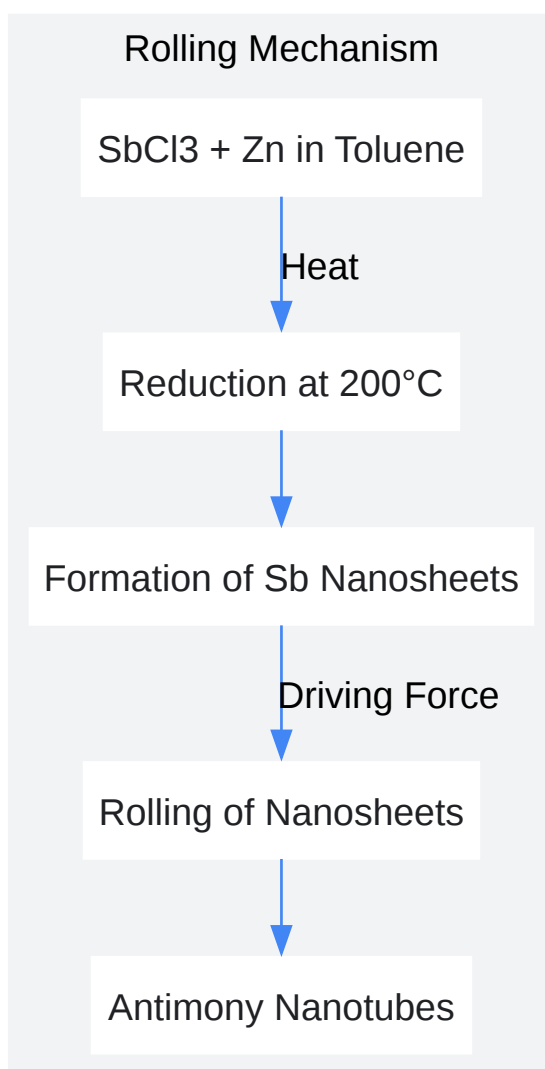 Rolling Mechanism
SbCl3 + Zn in Toluene
Heat
Reduction at 200°C
Formation of Sb Nanosheets
Driving Force
Rolling of Nanosheets
Antimony Nanotubes